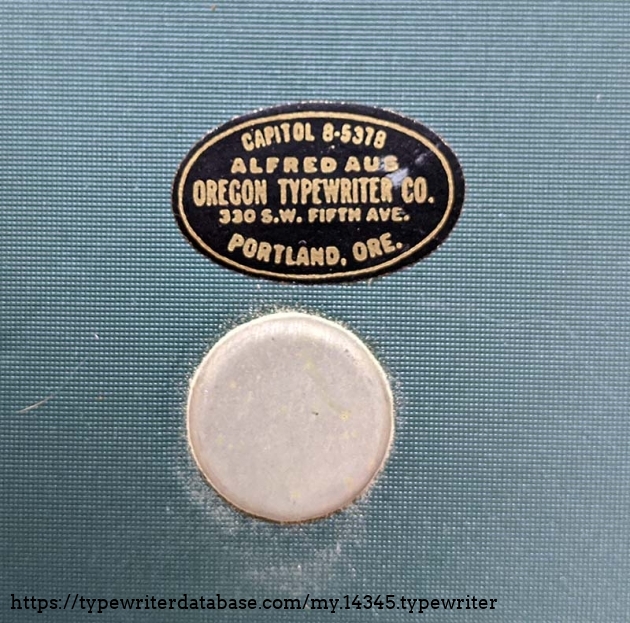 CAPITOL 8-5378
ALFRED AUS
OREGON TYPEWRITER CO.
330 S.W. FIFTH AVE.
PORTLAND, ORE.
https://typewriterdatabase.com/my.14345.typewriter